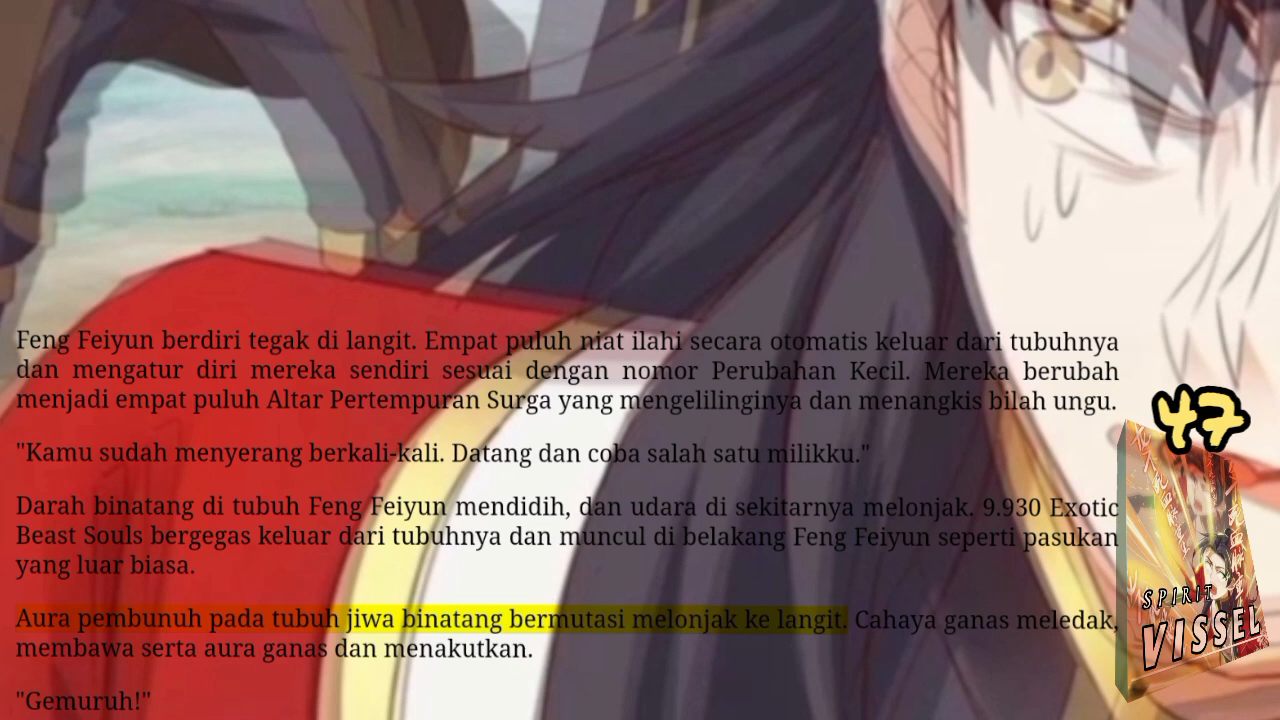 Feng Feiyun berdiri tegak di langit. Empat puluh niat ilahi secara otomatis keluar dari tubuhnya
dan mengatur diri mereka sendiri sesuai dengan nomor Perubahan Kecil. Mereka berubah
menjadi empat puluh Altar Pertempuran Surga yang mengelilinginya dan menangkis bilah ungu.
"Kamu sudah menyerang berkali-kali. Datang dan coba salah satu milikku."
Darah binatang di tubuh Feng Feiyun mendidih, dan udara di sekitarnya melonjak. 9.930 Exotic
Beast Souls bergegas keluar dari tubuhnya dan muncul di belakang Feng Feiyun seperti pasukan
yang luar biasa.
Aura pembunuh pada tubuh jiwa binatang bermutasi melonjak ke langit. Cahaya ganas meledak,
membawa serta aura ganas dan menakutkan.
"Gemuruh!"
47
SPIRIT
VISSEL